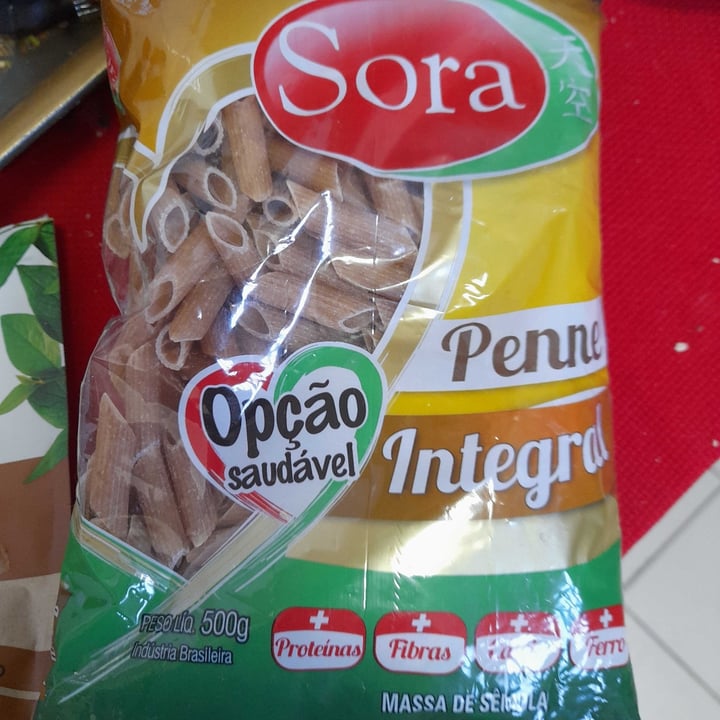 Sora
天空
Penne
Integral
Opção
saudável
PESO LÍQ. 500g
Indústria Brasileira
+
Proteínas
+
Fibras
+
+
Ferro
MASSA DE SÊMOLA